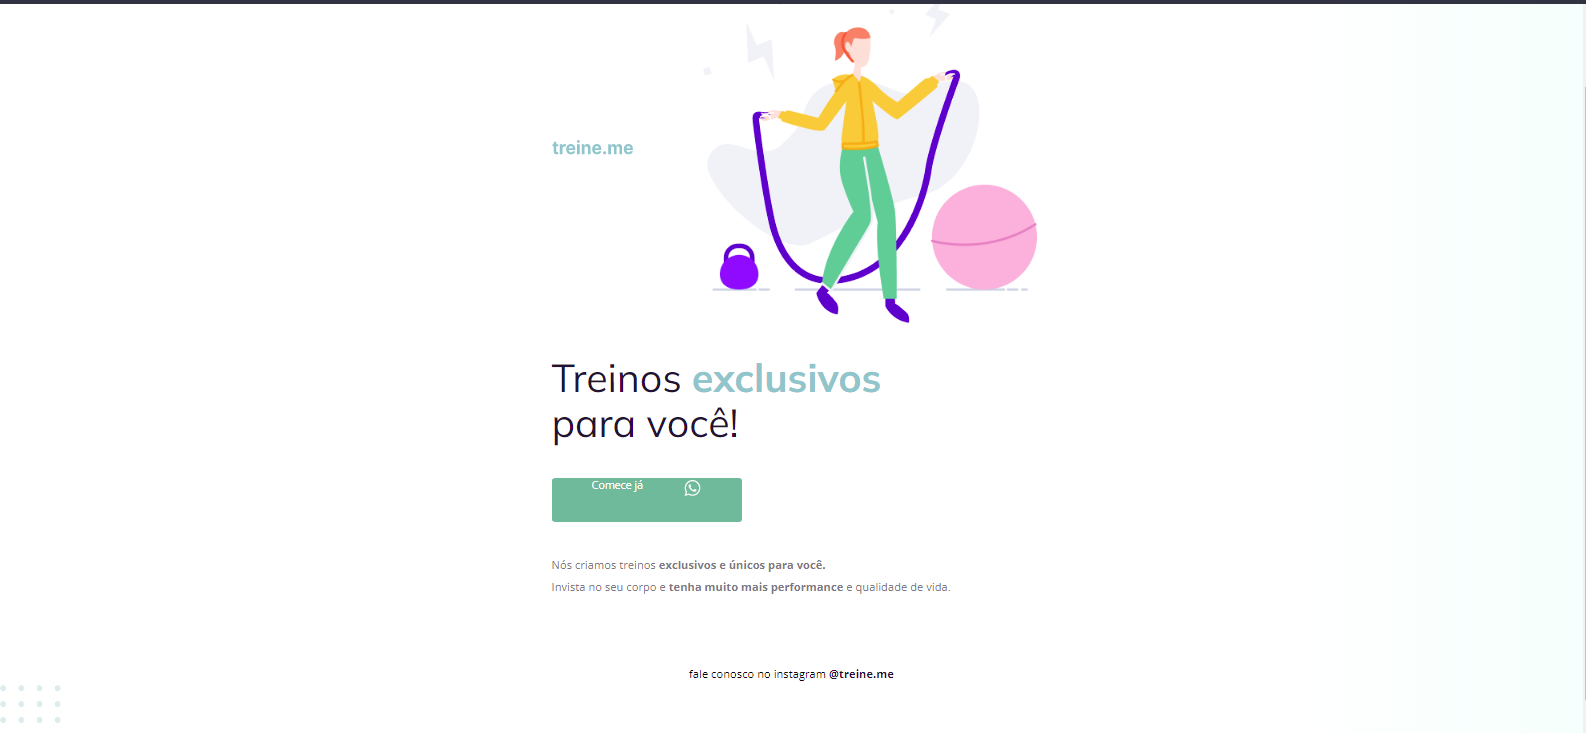 treine.me
Treinos exclusivos
para você!
Comece já
Nós criamos treinos exclusivos e únicos para você.
Invista no seu corpo e tenha muito mais performance e qualidade de vida.
fale conosco no instagram @treine.me